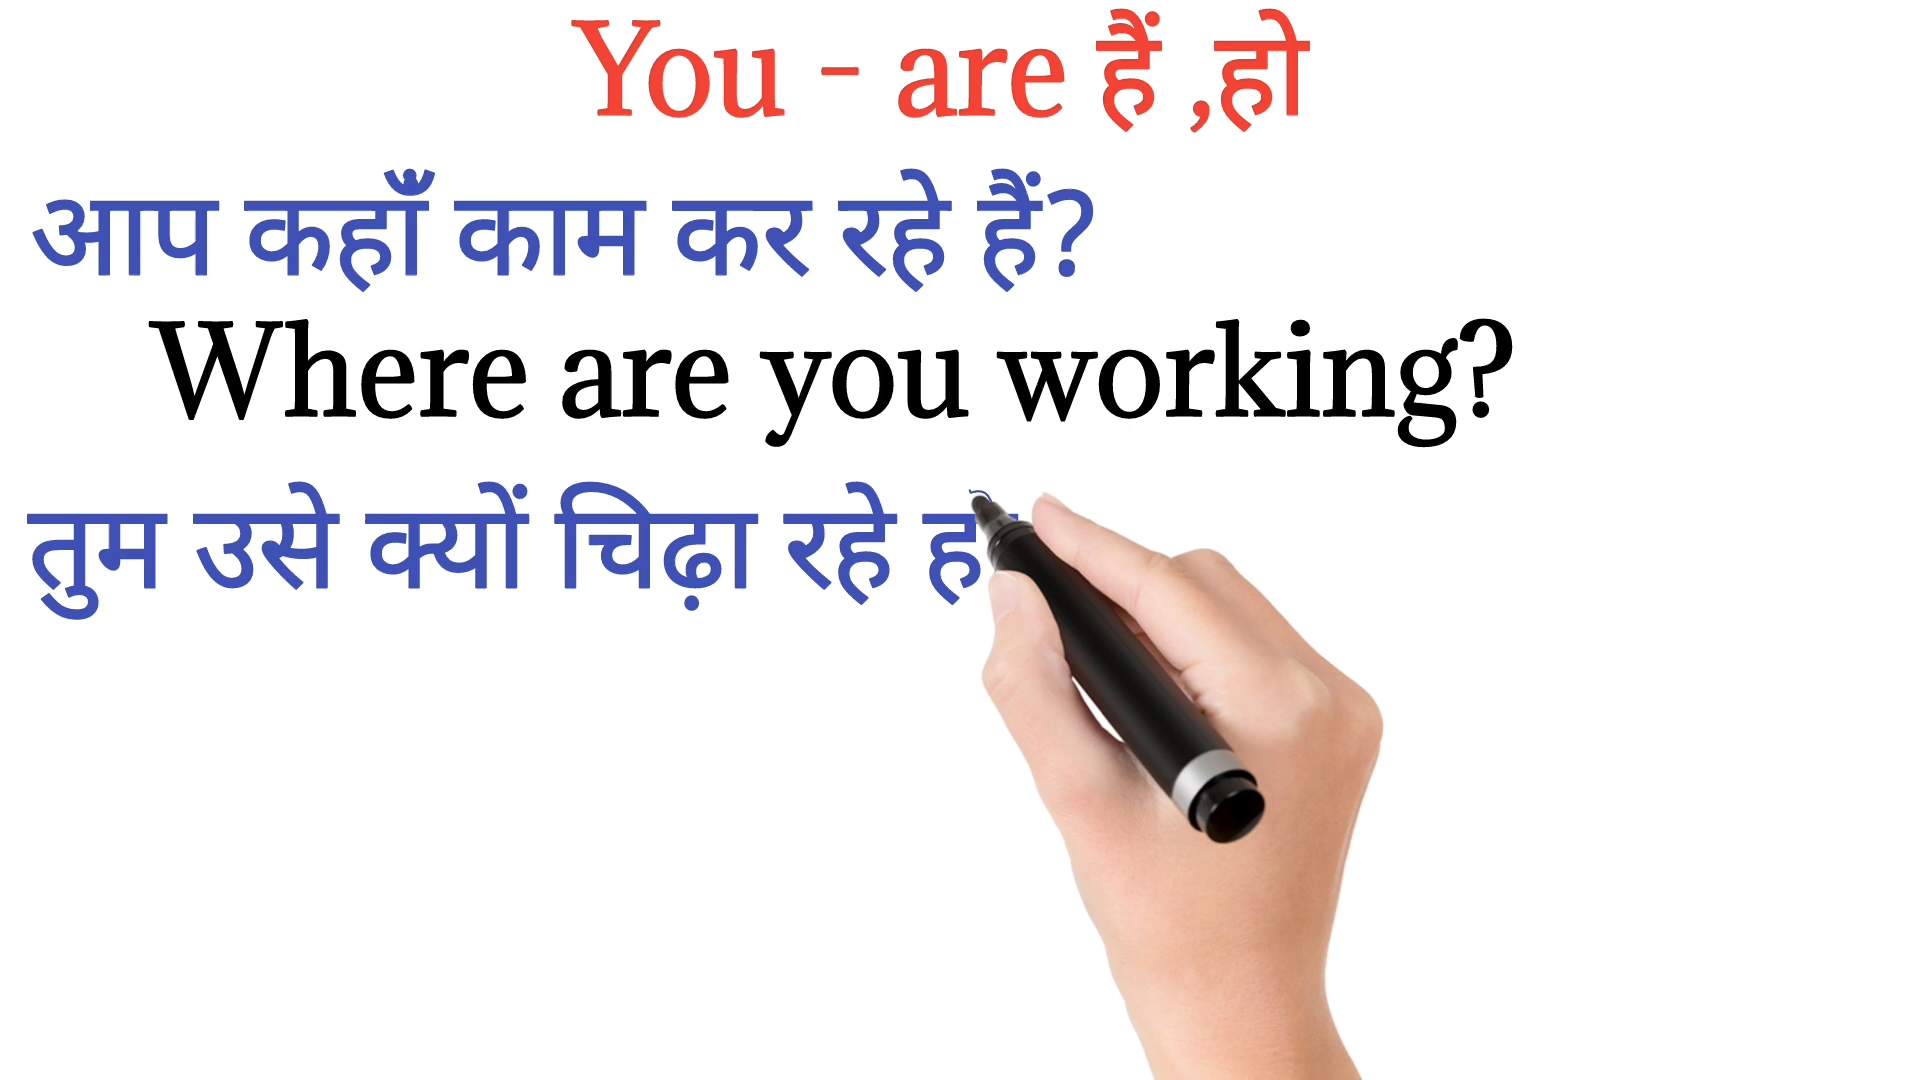 You - are हैं ,हो
आप कहाँ काम कर रहे हैं?
Where are you working?
तुम उसे क्यों चिढ़ा रहे